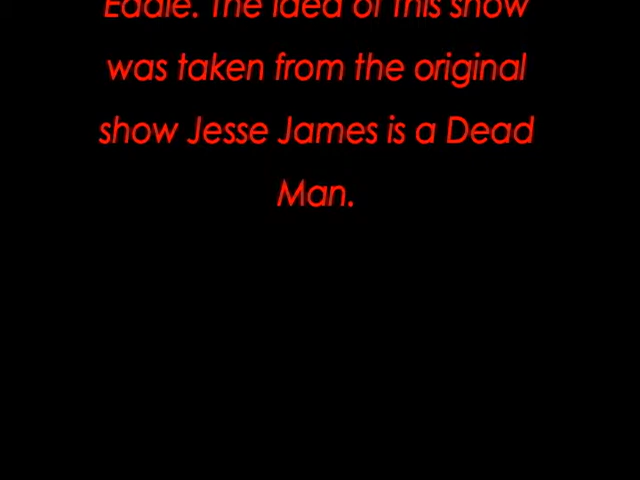 Eddie. The idea of this show
was taken from the original
show Jesse James is a Dead
Man.